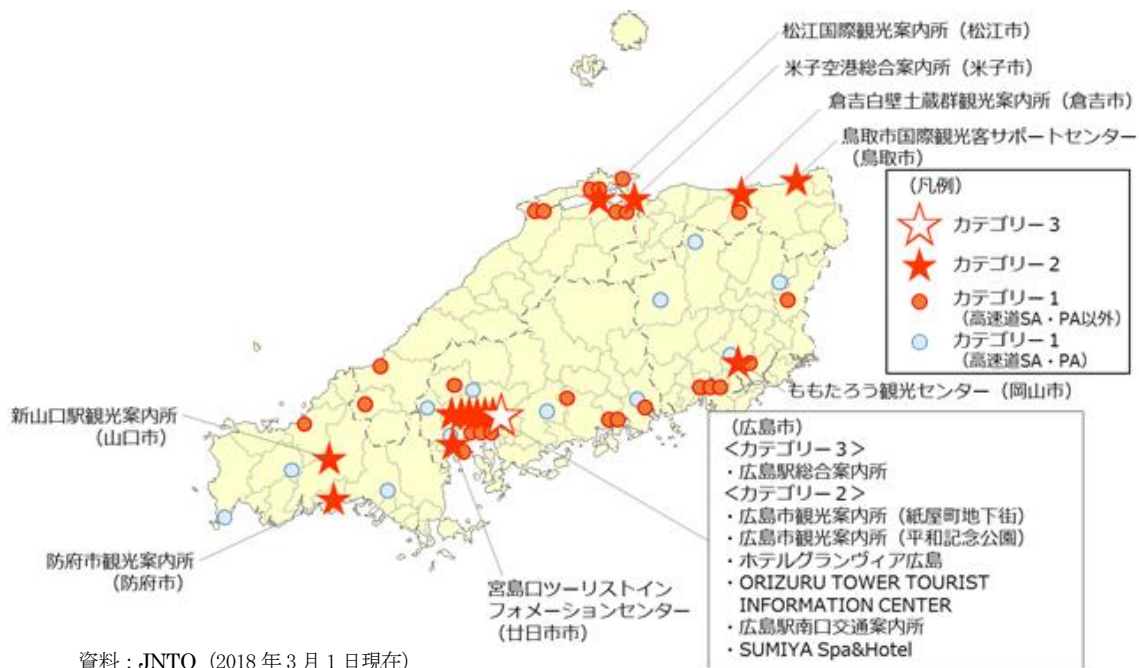 松江国際観光案内所（松江市）
米子空港総合案内所（米子市）
倉吉白壁土蔵群観光案内所（倉吉市）
鳥取市国際観光客サポートセンター
（鳥取市）
（凡例）
カテゴリー３
カテゴリー２
カテゴリー１
（高速道SA・PA以外）
カテゴリー１
（高速道SA・PA）
ももたろう観光センター（岡山市）
新山口駅観光案内所
（山口市）
防府市観光案内所
（防府市）
宮島口ツーリストイン
フォメーションセンター
（廿日市市）
（広島市）
＜カテゴリー３＞
・広島駅総合案内所
＜カテゴリー２＞
・広島市観光案内所（紙屋町地下街）
・広島市観光案内所（平和記念公園）
・ホテルグランヴィア広島
・ORIZURU TOWER TOURIST
INFORMATION CENTER
・広島駅南口交通案内所
・SUMIYA Spa&Hotel
資料：JNTO（2018 年 3 月 1 日現在）